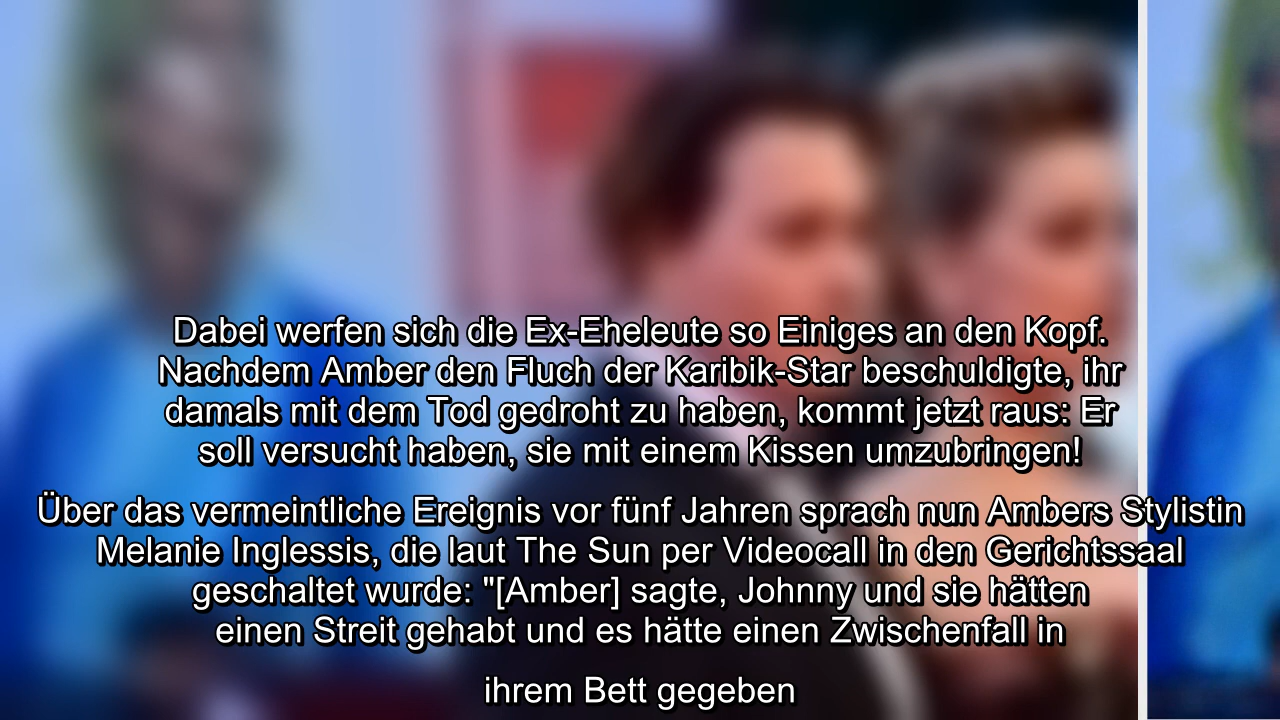 Dabei werfen sich die Ex-Eheleute so Einiges an den Kopf.
Nachdem Amber den Fluch der Karibik-Star beschuldigte, ihr
damals mit dem Tod gedroht zu haben, kommt jetzt raus: Er
soll versucht haben, sie mit einem Kissen umzubringen!
Über das vermeintliche Ereignis vor fünf Jahren sprach nun Ambers Stylistin
Melanie Inglessis, die laut The Sun per Videocall in den Gerichtssaal
geschaltet wurde: "[Amber] sagte, Johnny und sie hätten
einen Streit gehabt und es hätte einen Zwischenfall in
ihrem Bett gegeben